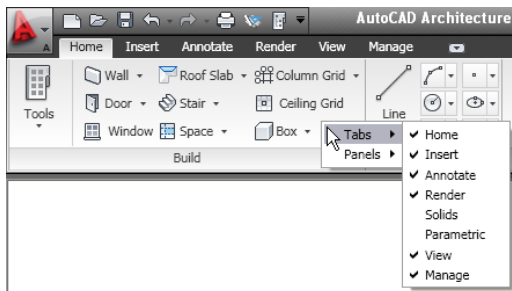 AutoCAD Architecture
A Home Insert Annotate Render View Manage
Wall Roof Slab Column Grid
Door Stair Ceiling Grid
Tools Line
Window Space Box
Build
Tabs
Panels
Home
Insert
Annotate
Render
Solids
Parametric
View
Manage